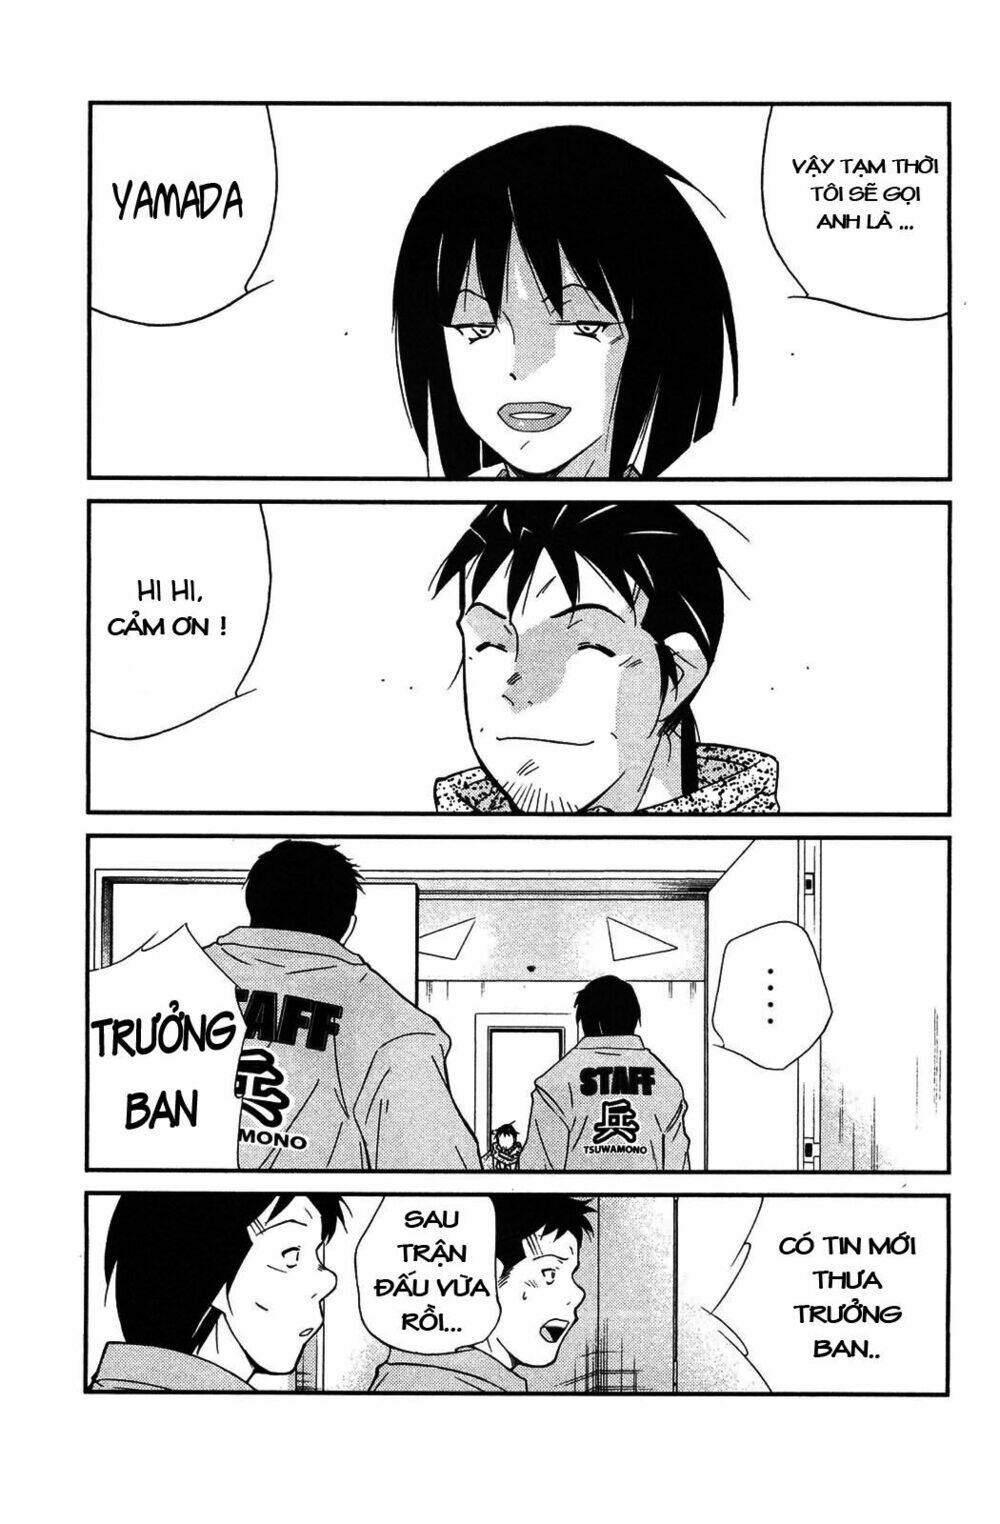 VẬY TẠM THỜI
TÔI SẼ GỌI
ANH LÀ ...
YAMADA
HI HI,
CẢM ƠN !
....
TRƯỞNG
BAN
STAFF
兵
TSUWAMONO
STAFF
兵
MONO
CÓ TIN MỚI
THƯA
TRƯỞNG
BAN..
SAU
TRẬN
ĐẤU VỪA
RỒI...